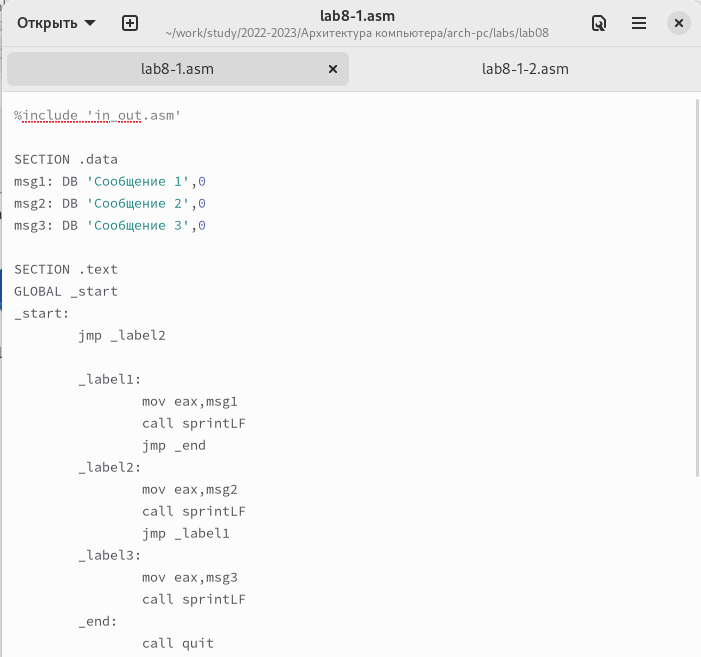 Открыть
lab8-1.asm
~/work/study/2022-2023/Архитектура компьютера/arch-pc/labs/lab08
lab8-1.asm
lab8-1-2.asm
%include 'in_out.asm'
SECTION .data
msg1: DB 'Сообщение 1',0
msg2: DB 'Сообщение 2',0
msg3: DB 'Сообщение 3',0
SECTION .text
GLOBAL _start
_start:
jmp _label2
_label1:
mov eax,msg1
call sprintLF
jmp _end
_label2:
mov eax,msg2
call sprintLF
jmp _label1
_label3:
mov eax,msg3
call sprintLF
_end:
call quit